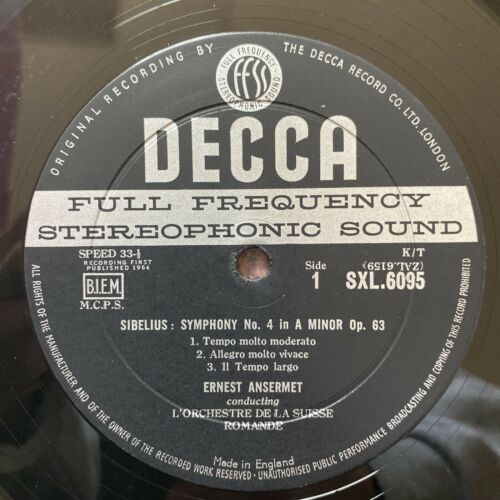 ORIGINAL RECORDING BY THE DECCA RECORD CO. LTD. LONDON
FULL FREQUENCY
FFSS
STEREOPHONIC SOUND
DECCA
FULL FREQUENCY
STEREOPHONIC SOUND
SPEED 33-⅓
RECORDING FIRST
PUBLISHED 1964
B.I.E.M.
M.C.P.S.
Side
1
K/T
(ZAL.6159)
SXL.6095
SIBELIUS: SYMPHONY No. 4 in A MINOR Op. 63
1. Tempo molto moderato
2. Allegro molto vivace
3. Il Tempo largo
ERNEST ANSERMET
conducting
L'ORCHESTRE DE LA SUISSE
ROMANDE
Made in England
ALL RIGHTS OF THE MANUFACTURER AND OF THE OWNER OF THE RECORDED WORK RESERVED - UNAUTHORISED PUBLIC PERFORMANCE BROADCASTING AND COPYING OF THIS RECORD PROHIBITED